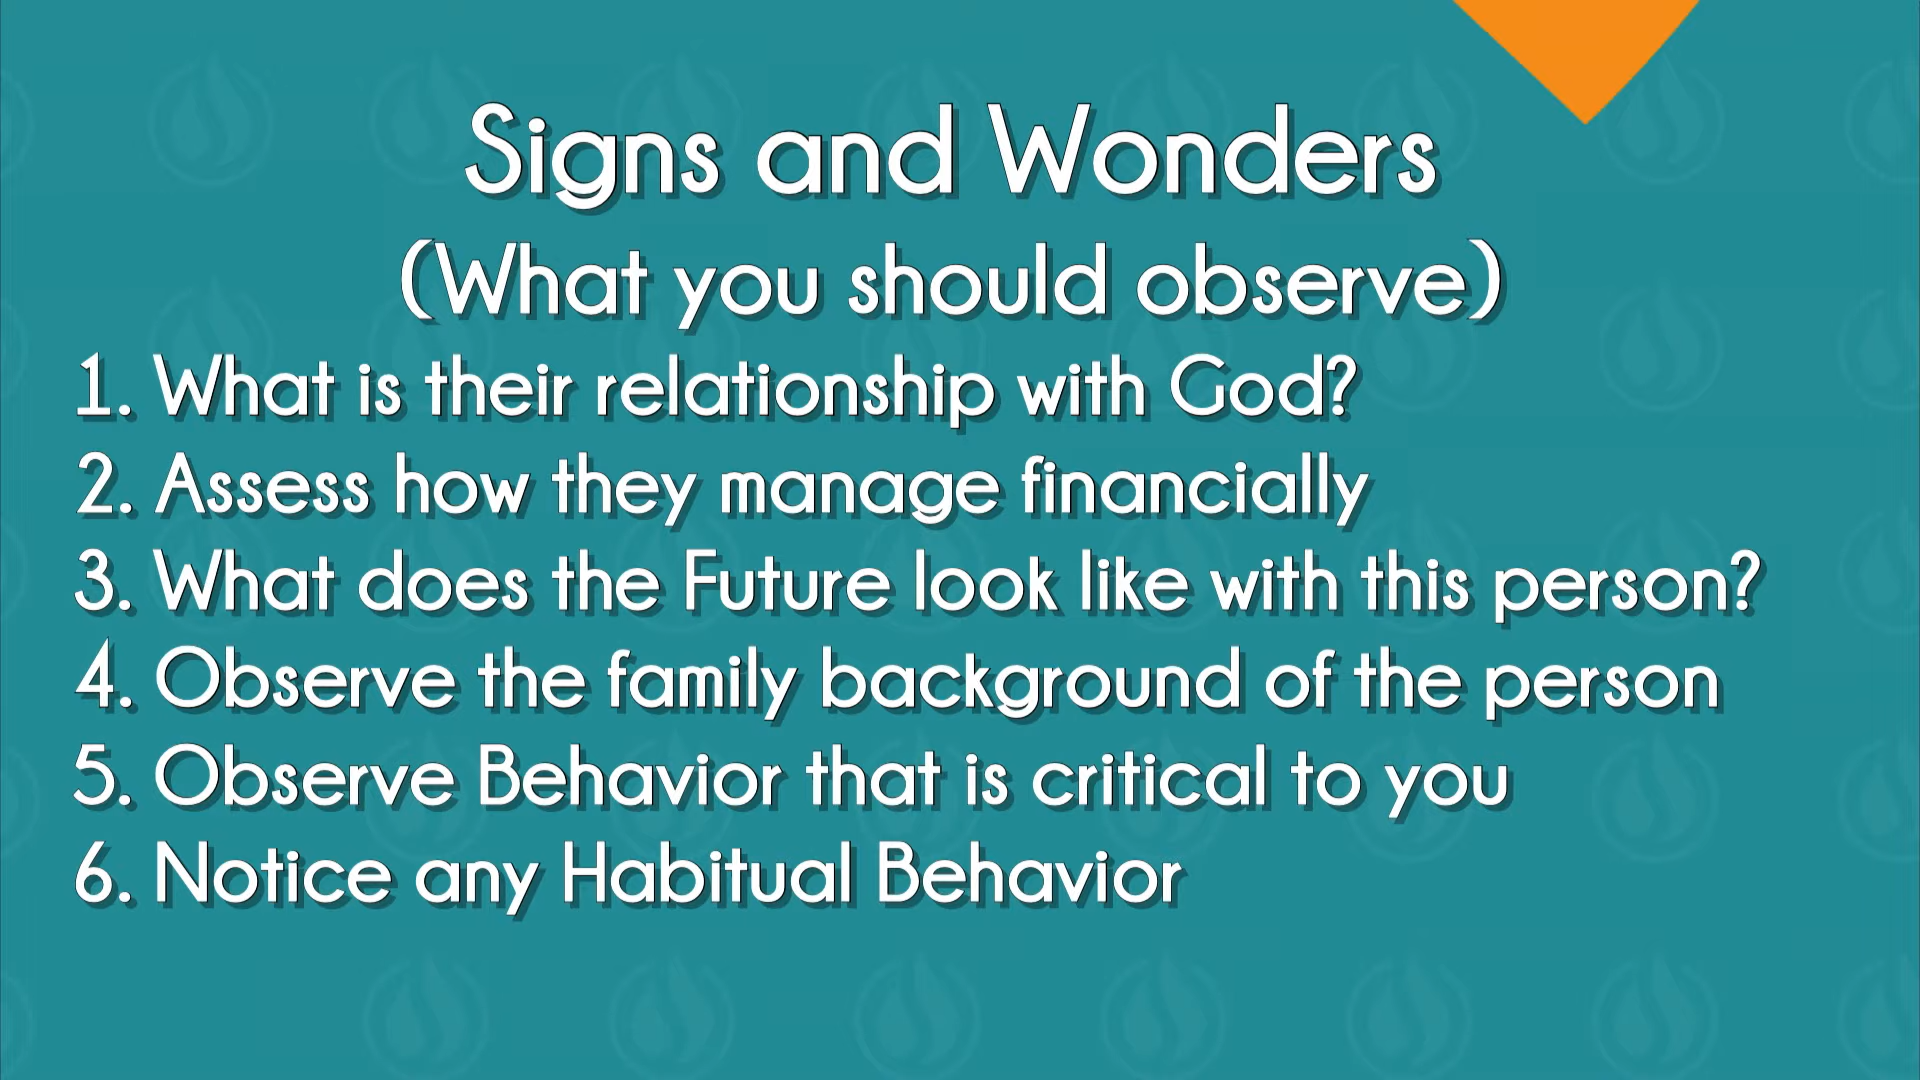 Signs and Wonders
(What you should observe)
1. What is their relationship with God?
2. Assess how they manage financially
3. What does the Future look like with this person?
4. Observe the family background of the person
5. Observe Behavior that is critical to you
6. Notice any Habitual Behavior